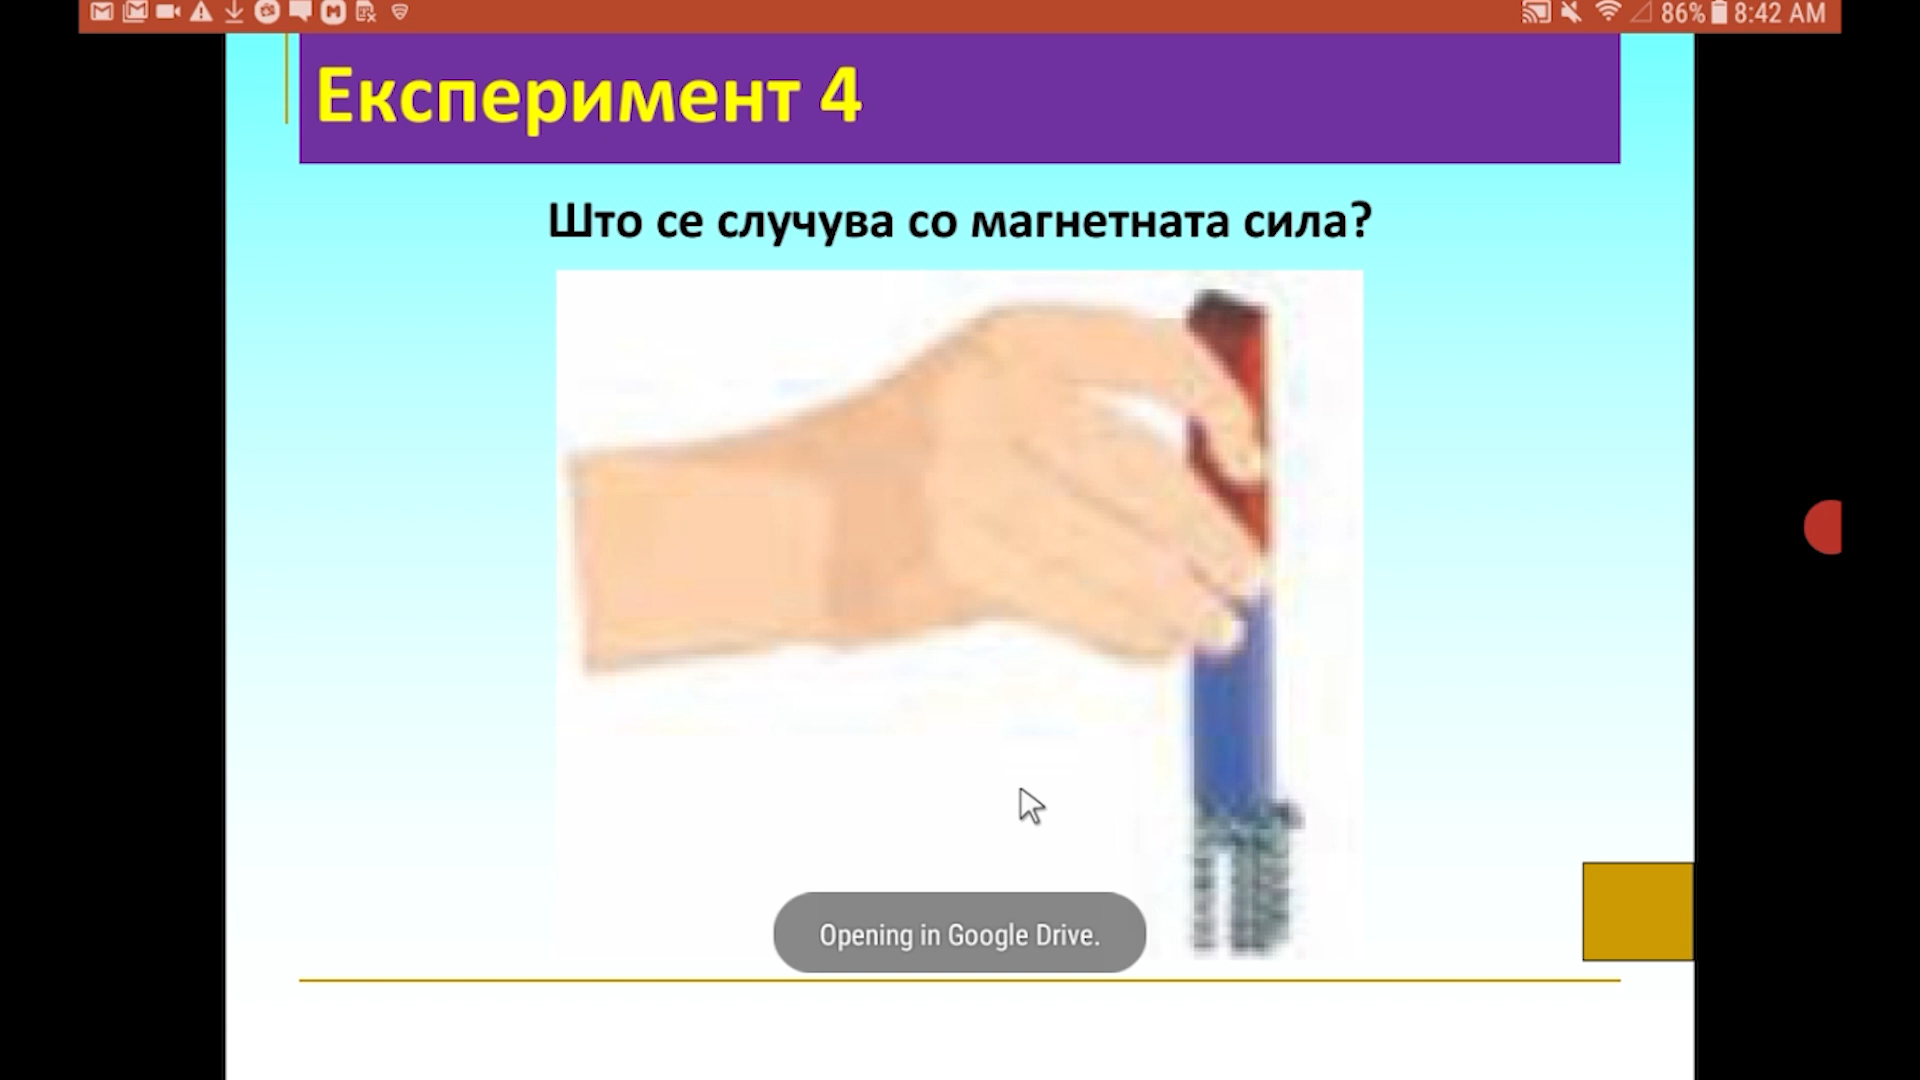 86% 8:42 AM
Експеримент 4
Што се случува со магнетната сила?
Opening in Google Drive.